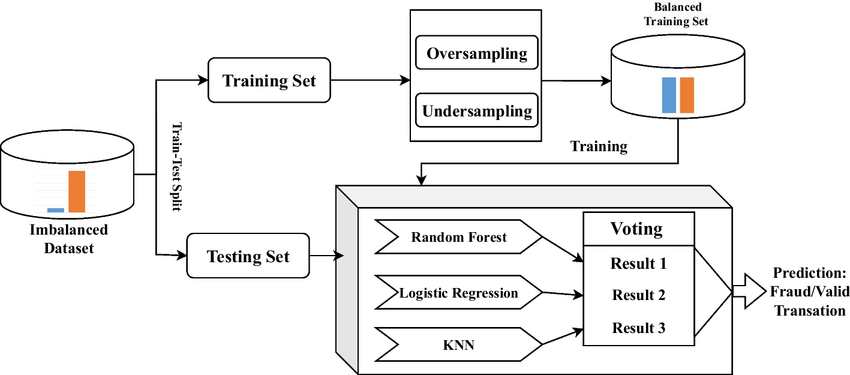 Balanced
Training Set
Oversampling
Training Set
Undersampling
Train-Test Split
Training
Imbalanced
Dataset
Testing Set
Random Forest
Logistic Regression
KNN
Voting
Result 1
Result 2
Result 3
Prediction:
Fraud/Valid
Transation